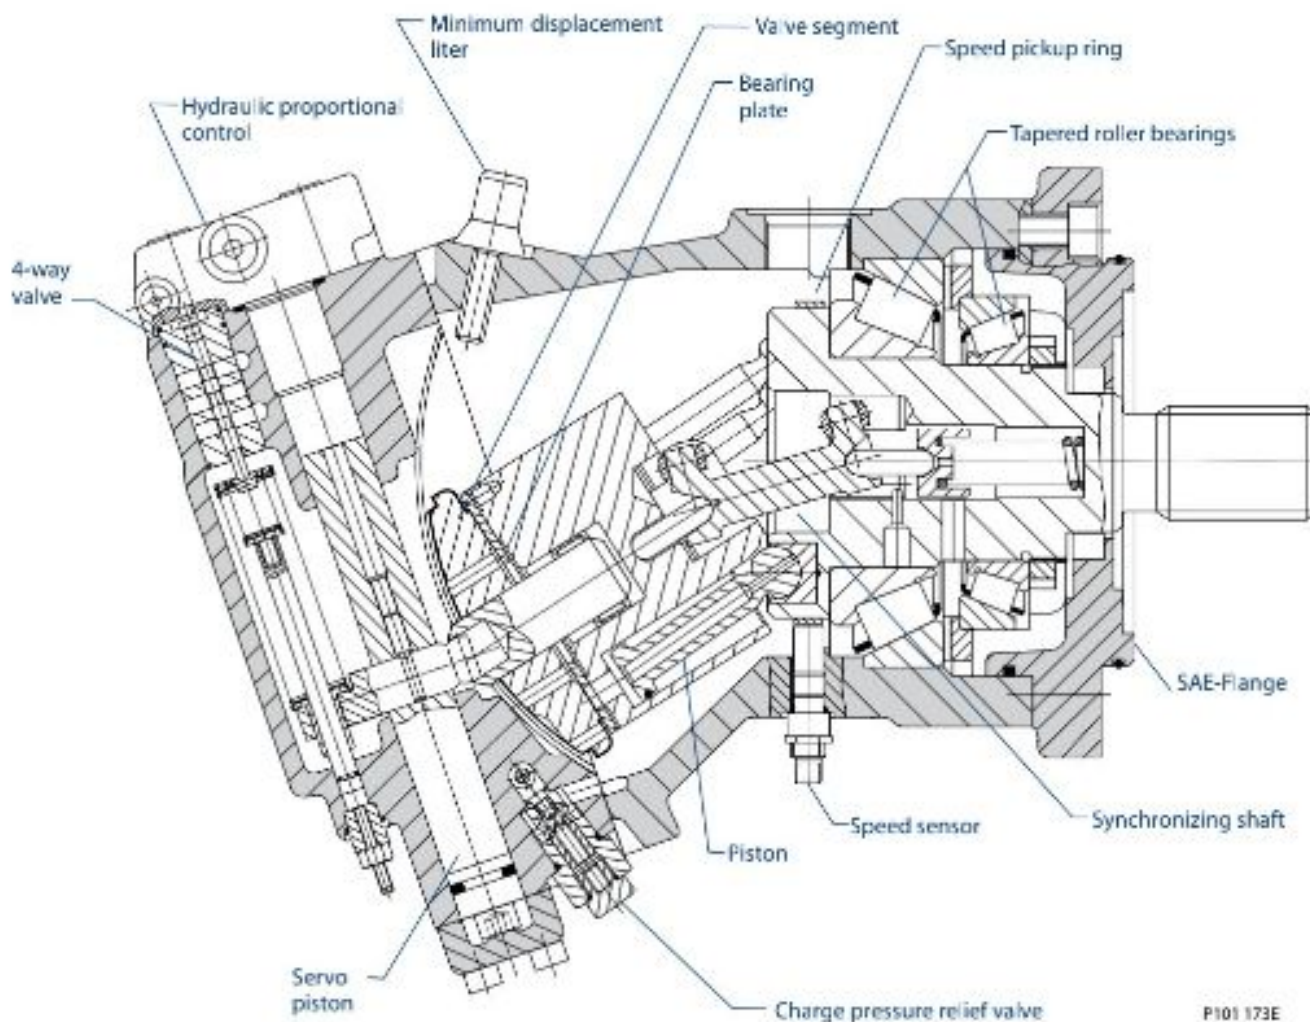 Minimum displacement
liter
Valve segment
Speed pickup ring
Bearing
plate
Hydraulic proportional
control
Tapered roller bearings
4-way
valve
SAE-Flange
Speed sensor
Synchronizing shaft
Piston
Servo
piston
Charge pressure relief valve
P101 173E